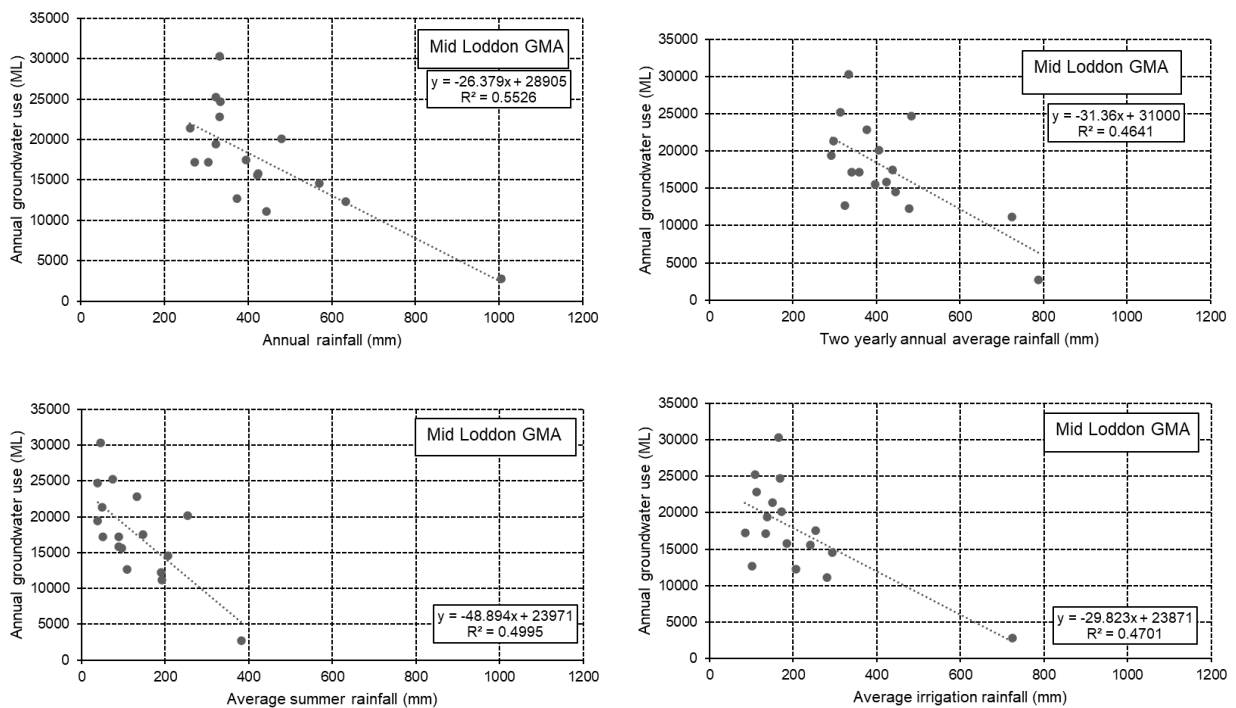 35000
30000
25000
20000
15000
10000
5000
0
Annual groundwater use (ML)
Mid Loddon GMA
y = -26.379x + 28905
R² = 0.5526
0 200 400 600 800 1000 1200
Annual rainfall (mm)
35000
30000
25000
20000
15000
10000
5000
0
Annual groundwater use (ML)
Mid Loddon GMA
y = -31.36x + 31000
R² = 0.4641
0 200 400 600 800 1000 1200
Two yearly annual average rainfall (mm)
35000
30000
25000
20000
15000
10000
5000
0
Annual groundwater use (ML)
Mid Loddon GMA
y = -48.894x + 23971
R² = 0.4995
0 200 400 600 800 1000 1200
Average summer rainfall (mm)
35000
30000
25000
20000
15000
10000
5000
0
Annual groundwater use (ML)
Mid Loddon GMA
y = -29.823x + 23871
R² = 0.4701
0 200 400 600 800 1000 1200
Average irrigation rainfall (mm)